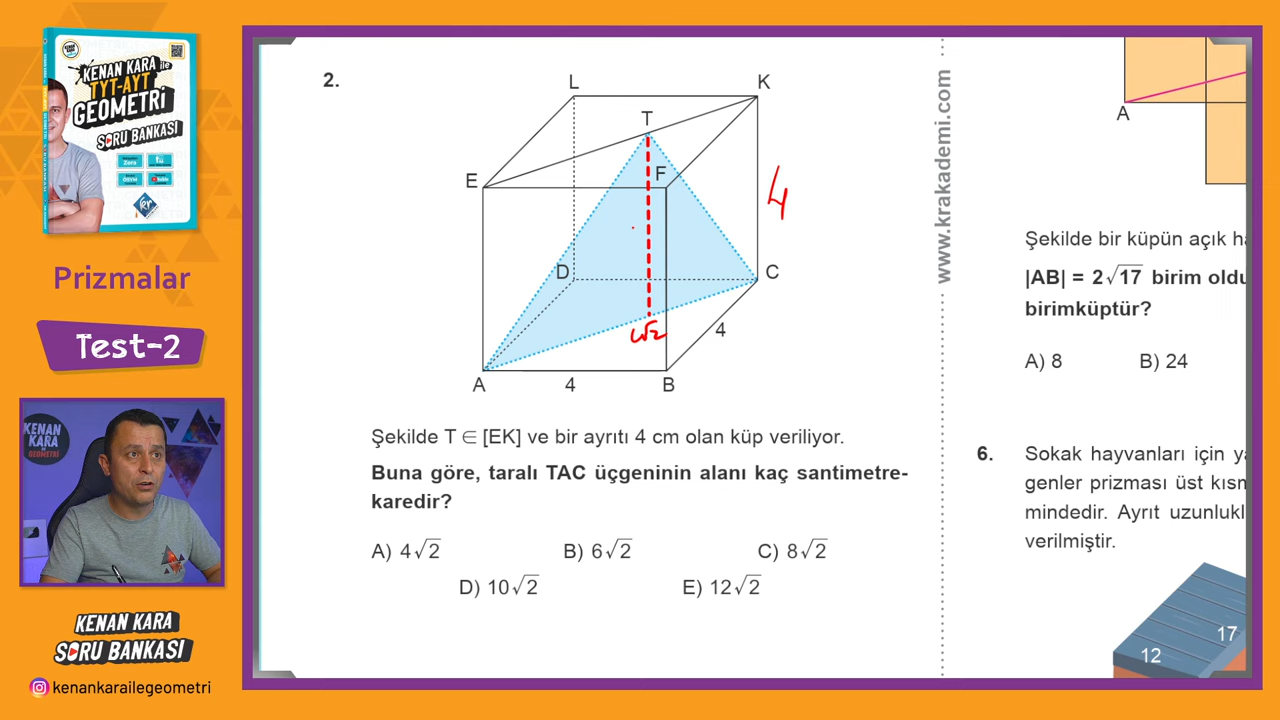 KENAN KARA ile
TYT-AYT
GEOMETRİ
SORU BANKASI
Prizmalar
Test-2
KENAN
KARA
GEOMETRİ
KENAN KARA
SORU BANKASI
kenankarailegeometri
2.
L
K
T
E
F
4
D
C
4√2
4
A
4
B
Şekilde T ∈ [EK] ve bir ayrıtı 4 cm olan küp veriliyor.
Buna göre, taralı TAC üçgeninin alanı kaç santimetre-
karedir?
A) 4√2
B) 6√2
C) 8√2
D) 10√2
E) 12√2
www.krakademi.com
A
Şekilde bir küpün açık ha
|AB| = 2√17 birim oldu
birimküptür?
A) 8
B) 24
6.
Sokak hayvanları için ya
genler prizması üst kısm
mindedir. Ayrıt uzunlukl
verilmiştir.
17
12